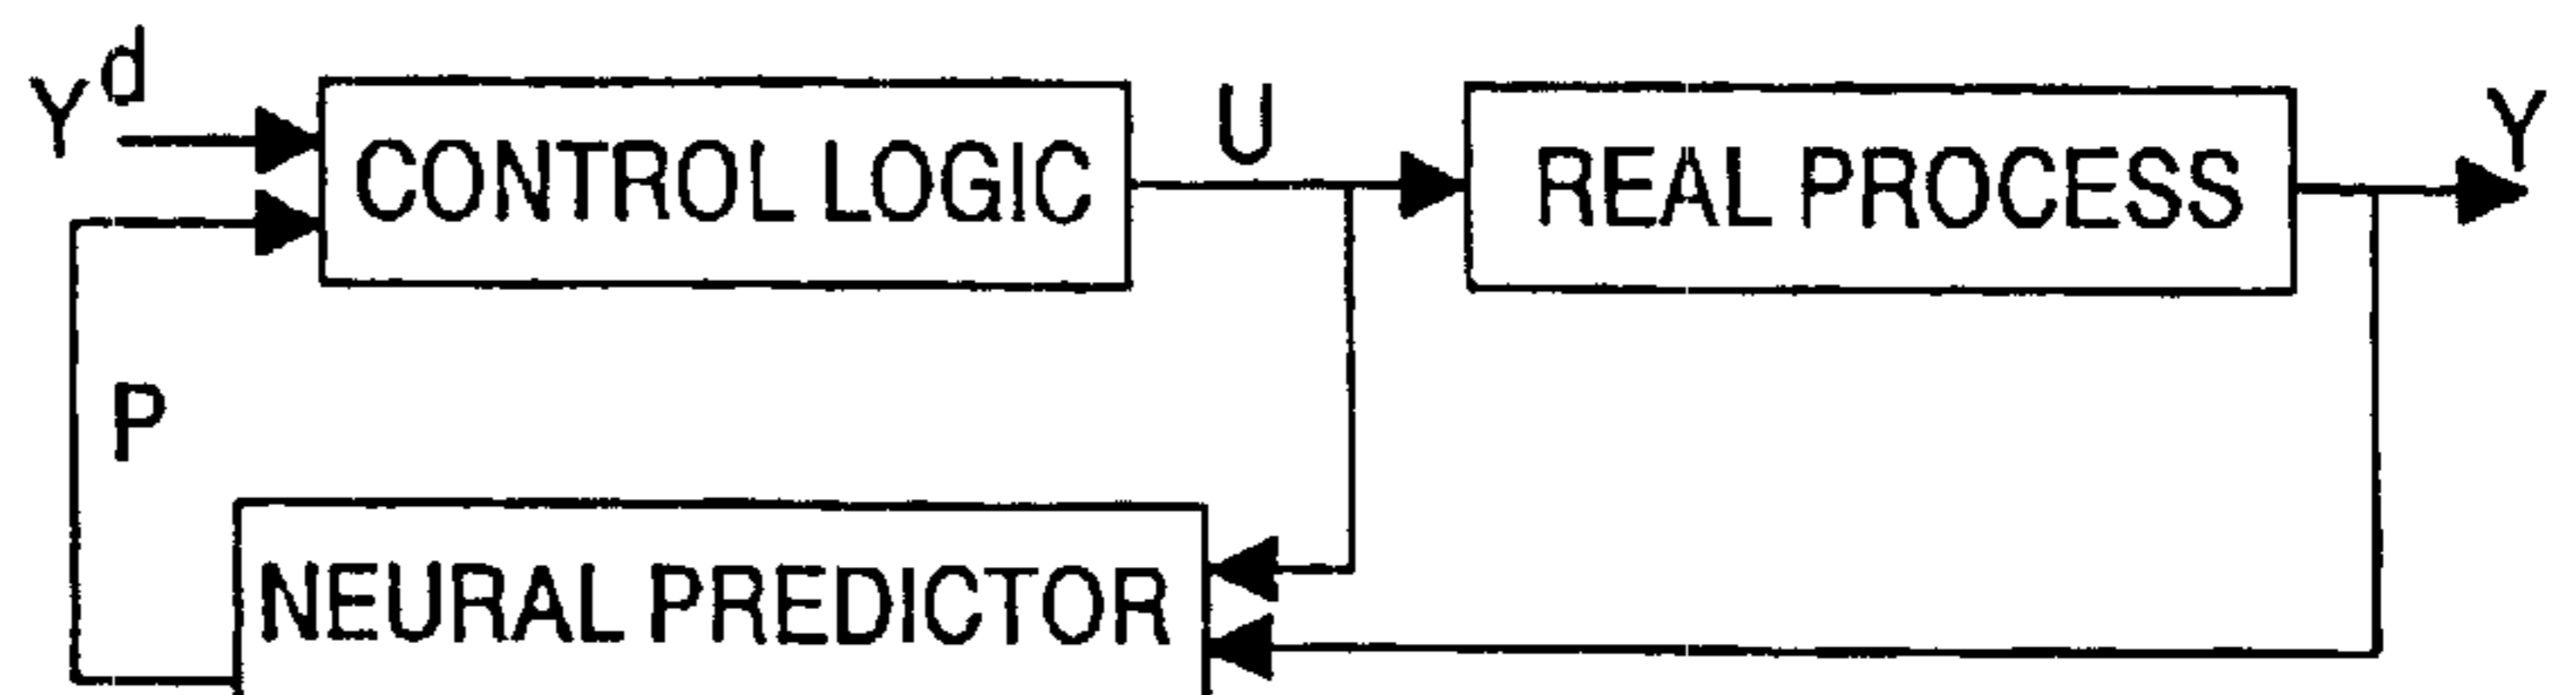 Y^d
CONTROL LOGIC
U
REAL PROCESS
Y
P
NEURAL PREDICTOR